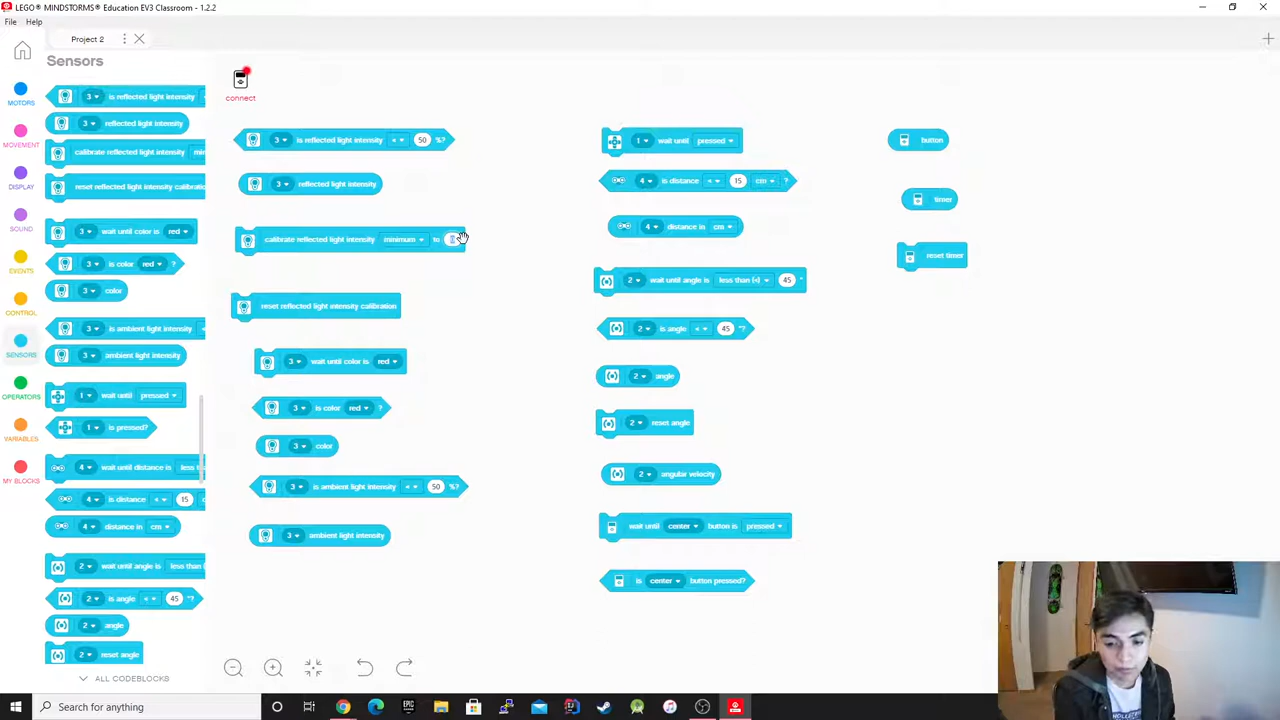 LEGO® MINDSTORMS® Education EV3 Classroom - 1.2.2
File Help
Project 2
Sensors
MOTORS
MOVEMENT
DISPLAY
SOUND
EVENTS
CONTROL
SENSORS
OPERATORS
VARIABLES
MY BLOCKS
3 is reflected light intensity
3 reflected light intensity
calibrate reflected light intensity
reset reflected light intensity
3 wait until color is red
3 is color red ?
3 color
3 is ambient light intensity <
3 ambient light intensity
1 wait until pressed
1 is pressed?
4 wait until distance is
4 is distance < 15
4 distance in cm
2 wait until angle is
2 is angle < 45 °?
2 angle
2 reset angle
ALL CODEBLOCKS
connect
3 is reflected light intensity < 50 %?
3 reflected light intensity
calibrate reflected light intensity minimum to
reset reflected light intensity calibration
3 wait until color is red
3 is color red ?
3 color
3 is ambient light intensity < 50 %?
3 ambient light intensity
1 wait until pressed
4 is distance < 15 cm ?
4 distance in cm
2 wait until angle is less than (<) 45 °
2 is angle < 45 °?
2 angle
2 reset angle
2 angular velocity
wait until center button is pressed
is center button pressed?
button
timer
reset timer
Search for anything
EPIC